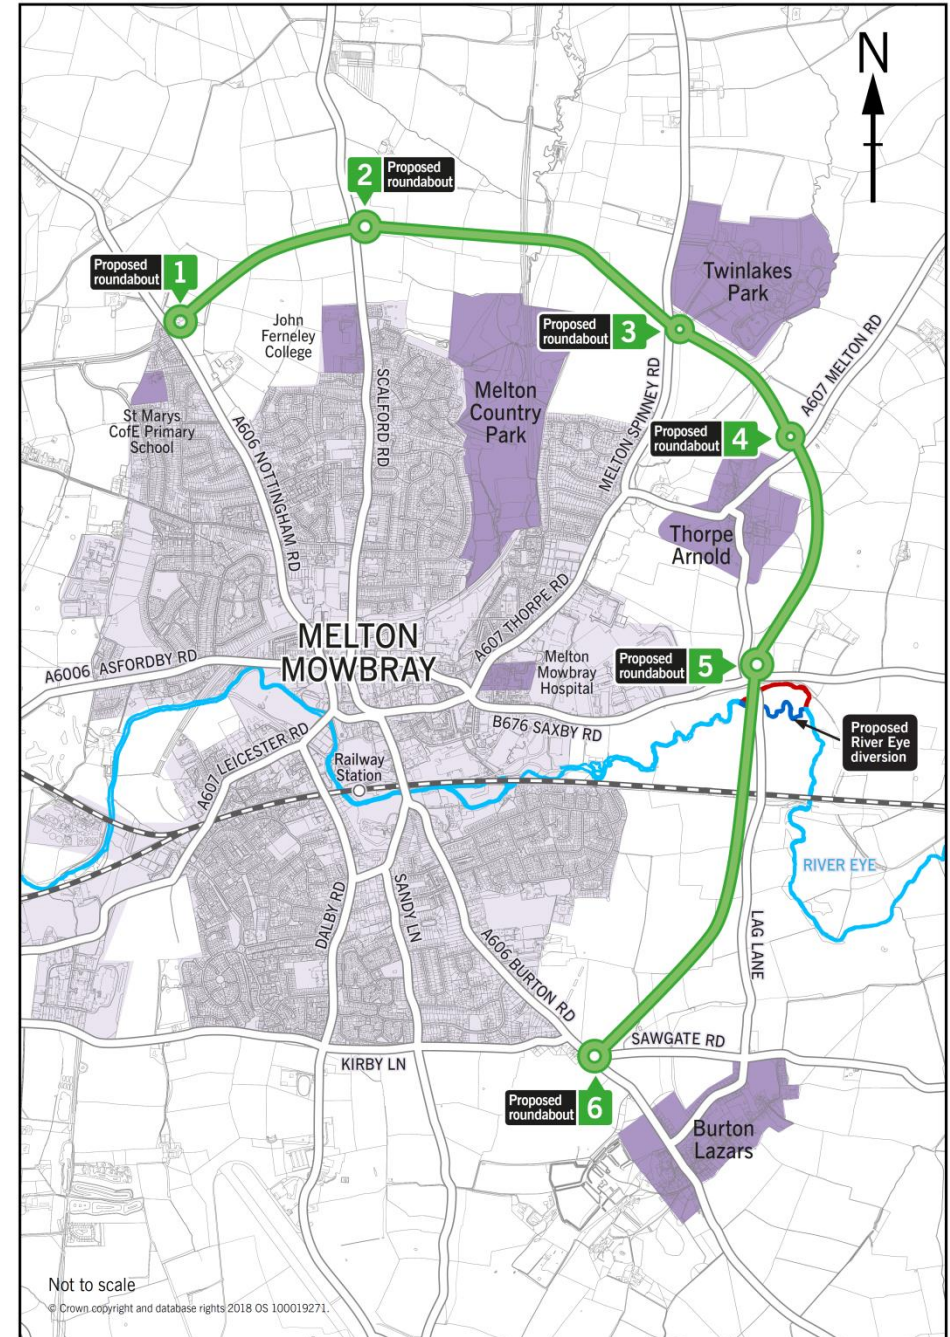 N
2
Proposed
roundabout
Proposed
roundabout
1
Twinlakes
Park
John
Ferneley
College
Proposed
roundabout
3
A607 MELTON RD
SCALFORD RD
MELTON SPINNEY RD
Melton
Country
Park
St Marys
CofE Primary
School
A606 NOTTINGHAM RD
Proposed
roundabout
4
Thorpe
Arnold
A607 THORPE RD
MELTON
MOWBRAY
A6006 ASFORDBY RD
Melton
Mowbray
Hospital
Proposed
roundabout
5
B676 SAXBY RD
Proposed
River Eye
diversion
A607 LEICESTER RD
Railway
Station
RIVER EYE
DALBY RD
SANDY LN
A606 BURTON RD
LAG LANE
KIRBY LN
SAWGATE RD
Proposed
roundabout
6
Burton
Lazars
Not to scale
© Crown copyright and database rights 2018 OS 100019271.